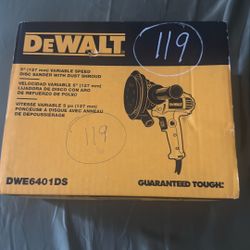 DEWALT
119
5" (127 mm) VARIABLE SPEED
DISC SANDER WITH DUST SHROUD
VELOCIDAD VARIABLE 5" (127 mm)
LIJADORA DE DISCO CON ARO
DE REFUERZO DE POLVO
VITESSE VARIABLE 5 po (127 mm)
PONCEUSE À DISQUE AVEC ANNEAU
DE DÉPOUSSIÉRAGE
119
DWE6401DS
GUARANTEED TOUGH.